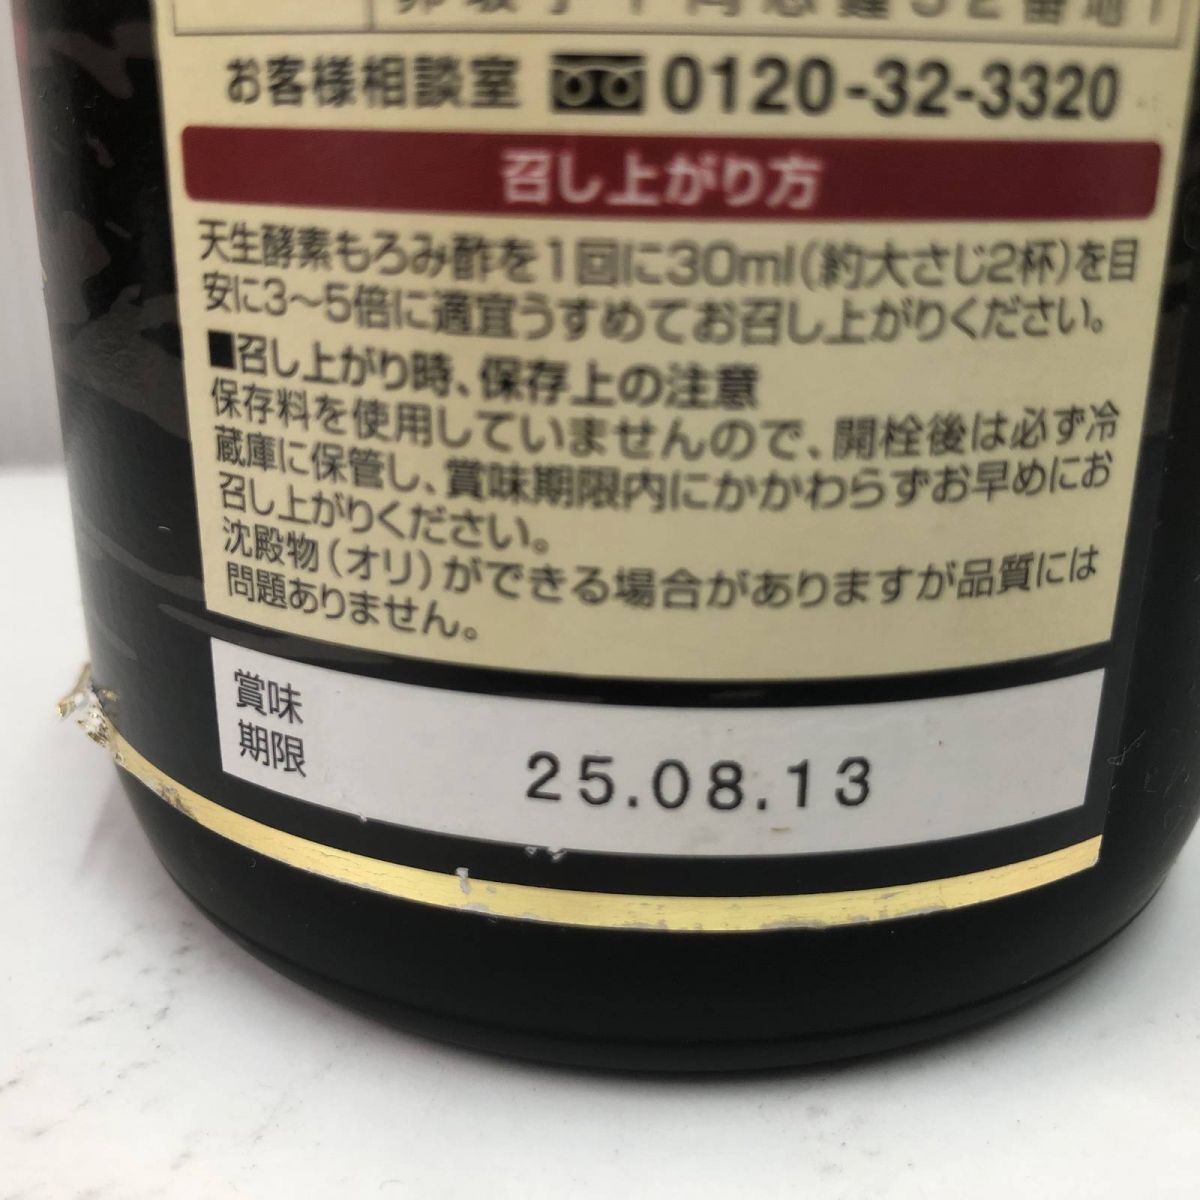 お客様相談室 0120-32-3320
召し上がり方
天生酵素もろみ酢を1回に30ml(約大さじ2杯)を目
安に3〜5倍に適宜うすめてお召し上がりください。
■召し上がり時、保存上の注意
保存料を使用していませんので、開栓後は必ず冷
蔵庫に保管し、賞味期限内にかかわらずお早めにお
召し上がりください。
沈殿物(オリ)ができる場合がありますが品質には
問題ありません。
賞味
期限
25.08.13